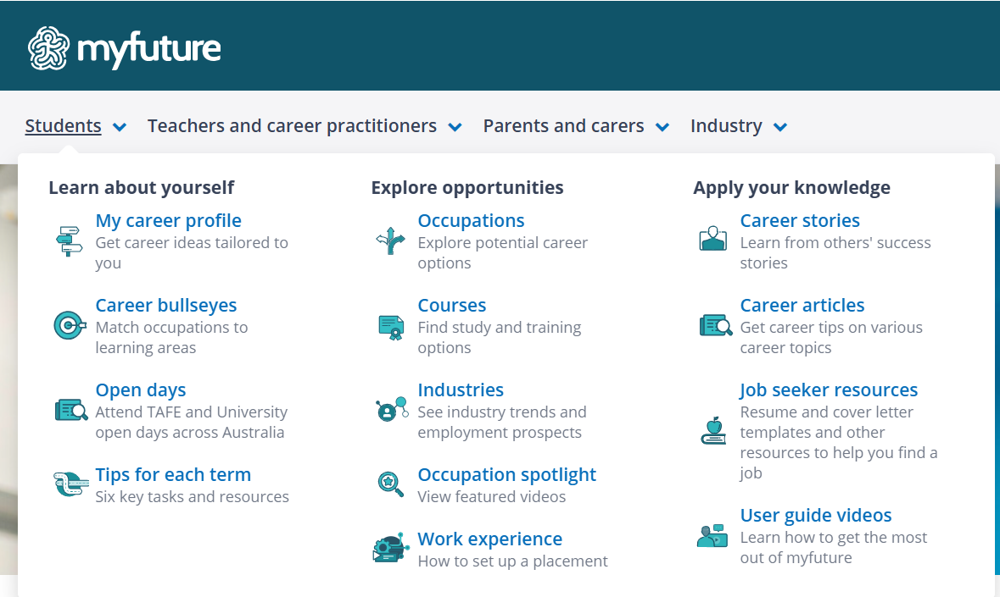 myfuture
Students
Teachers and career practitioners
Parents and carers
Industry
Learn about yourself
My career profile
Get career ideas tailored to
you
Career bullseyes
Match occupations to
learning areas
Open days
Attend TAFE and University
open days across Australia
Tips for each term
Six key tasks and resources
Explore opportunities
Occupations
Explore potential career
options
Courses
Find study and training
options
Industries
See industry trends and
employment prospects
Occupation spotlight
View featured videos
Work experience
How to set up a placement
Apply your knowledge
Career stories
Learn from others' success
stories
Career articles
Get career tips on various
career topics
Job seeker resources
Resume and cover letter
templates and other
resources to help you find a
job
User guide videos
Learn how to get the most
out of myfuture